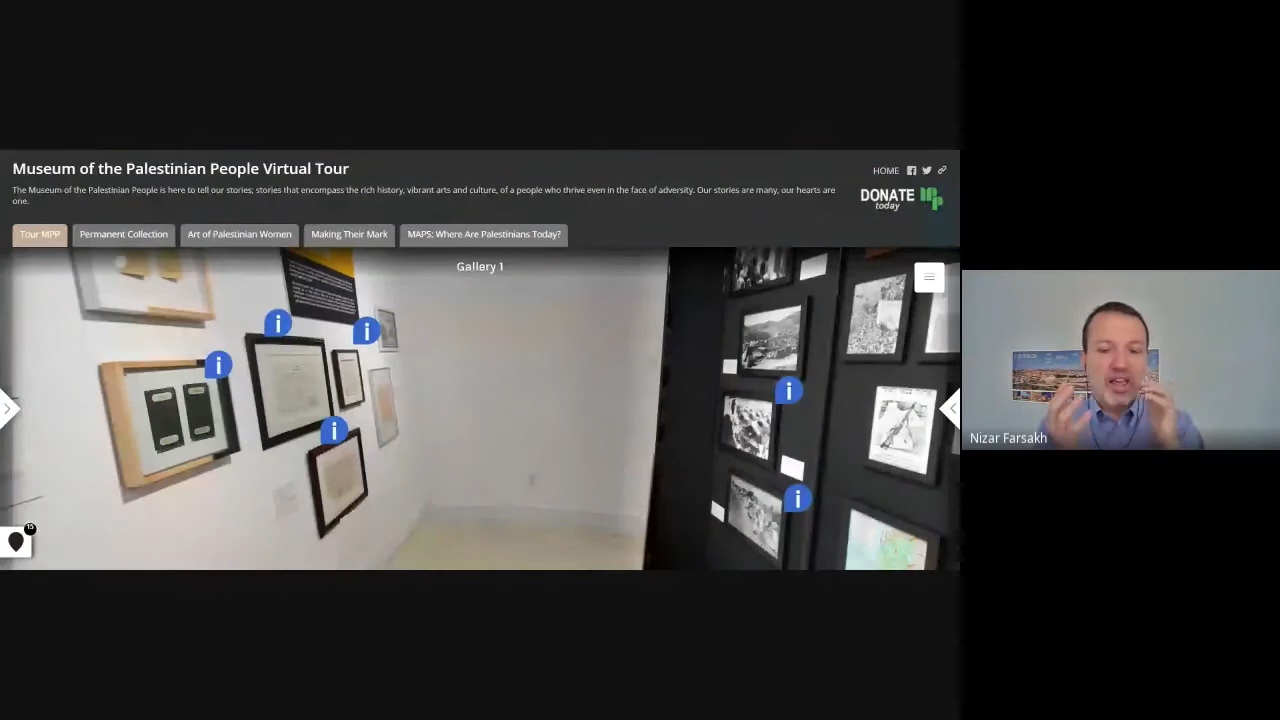 Museum of the Palestinian People Virtual Tour
HOME
The Museum of the Palestinian People is here to tell our stories; stories that encompass the rich history, vibrant arts and culture, of a people who thrive even in the face of adversity. Our stories are many, our hearts are
one.
DONATE
today
Tour MPP
Permanent Collection
Art of Palestinian Women
Making Their Mark
MAPS: Where Are Palestinians Today?
Gallery 1
i
i
i
i
i
i
Nizar Farsakh
15